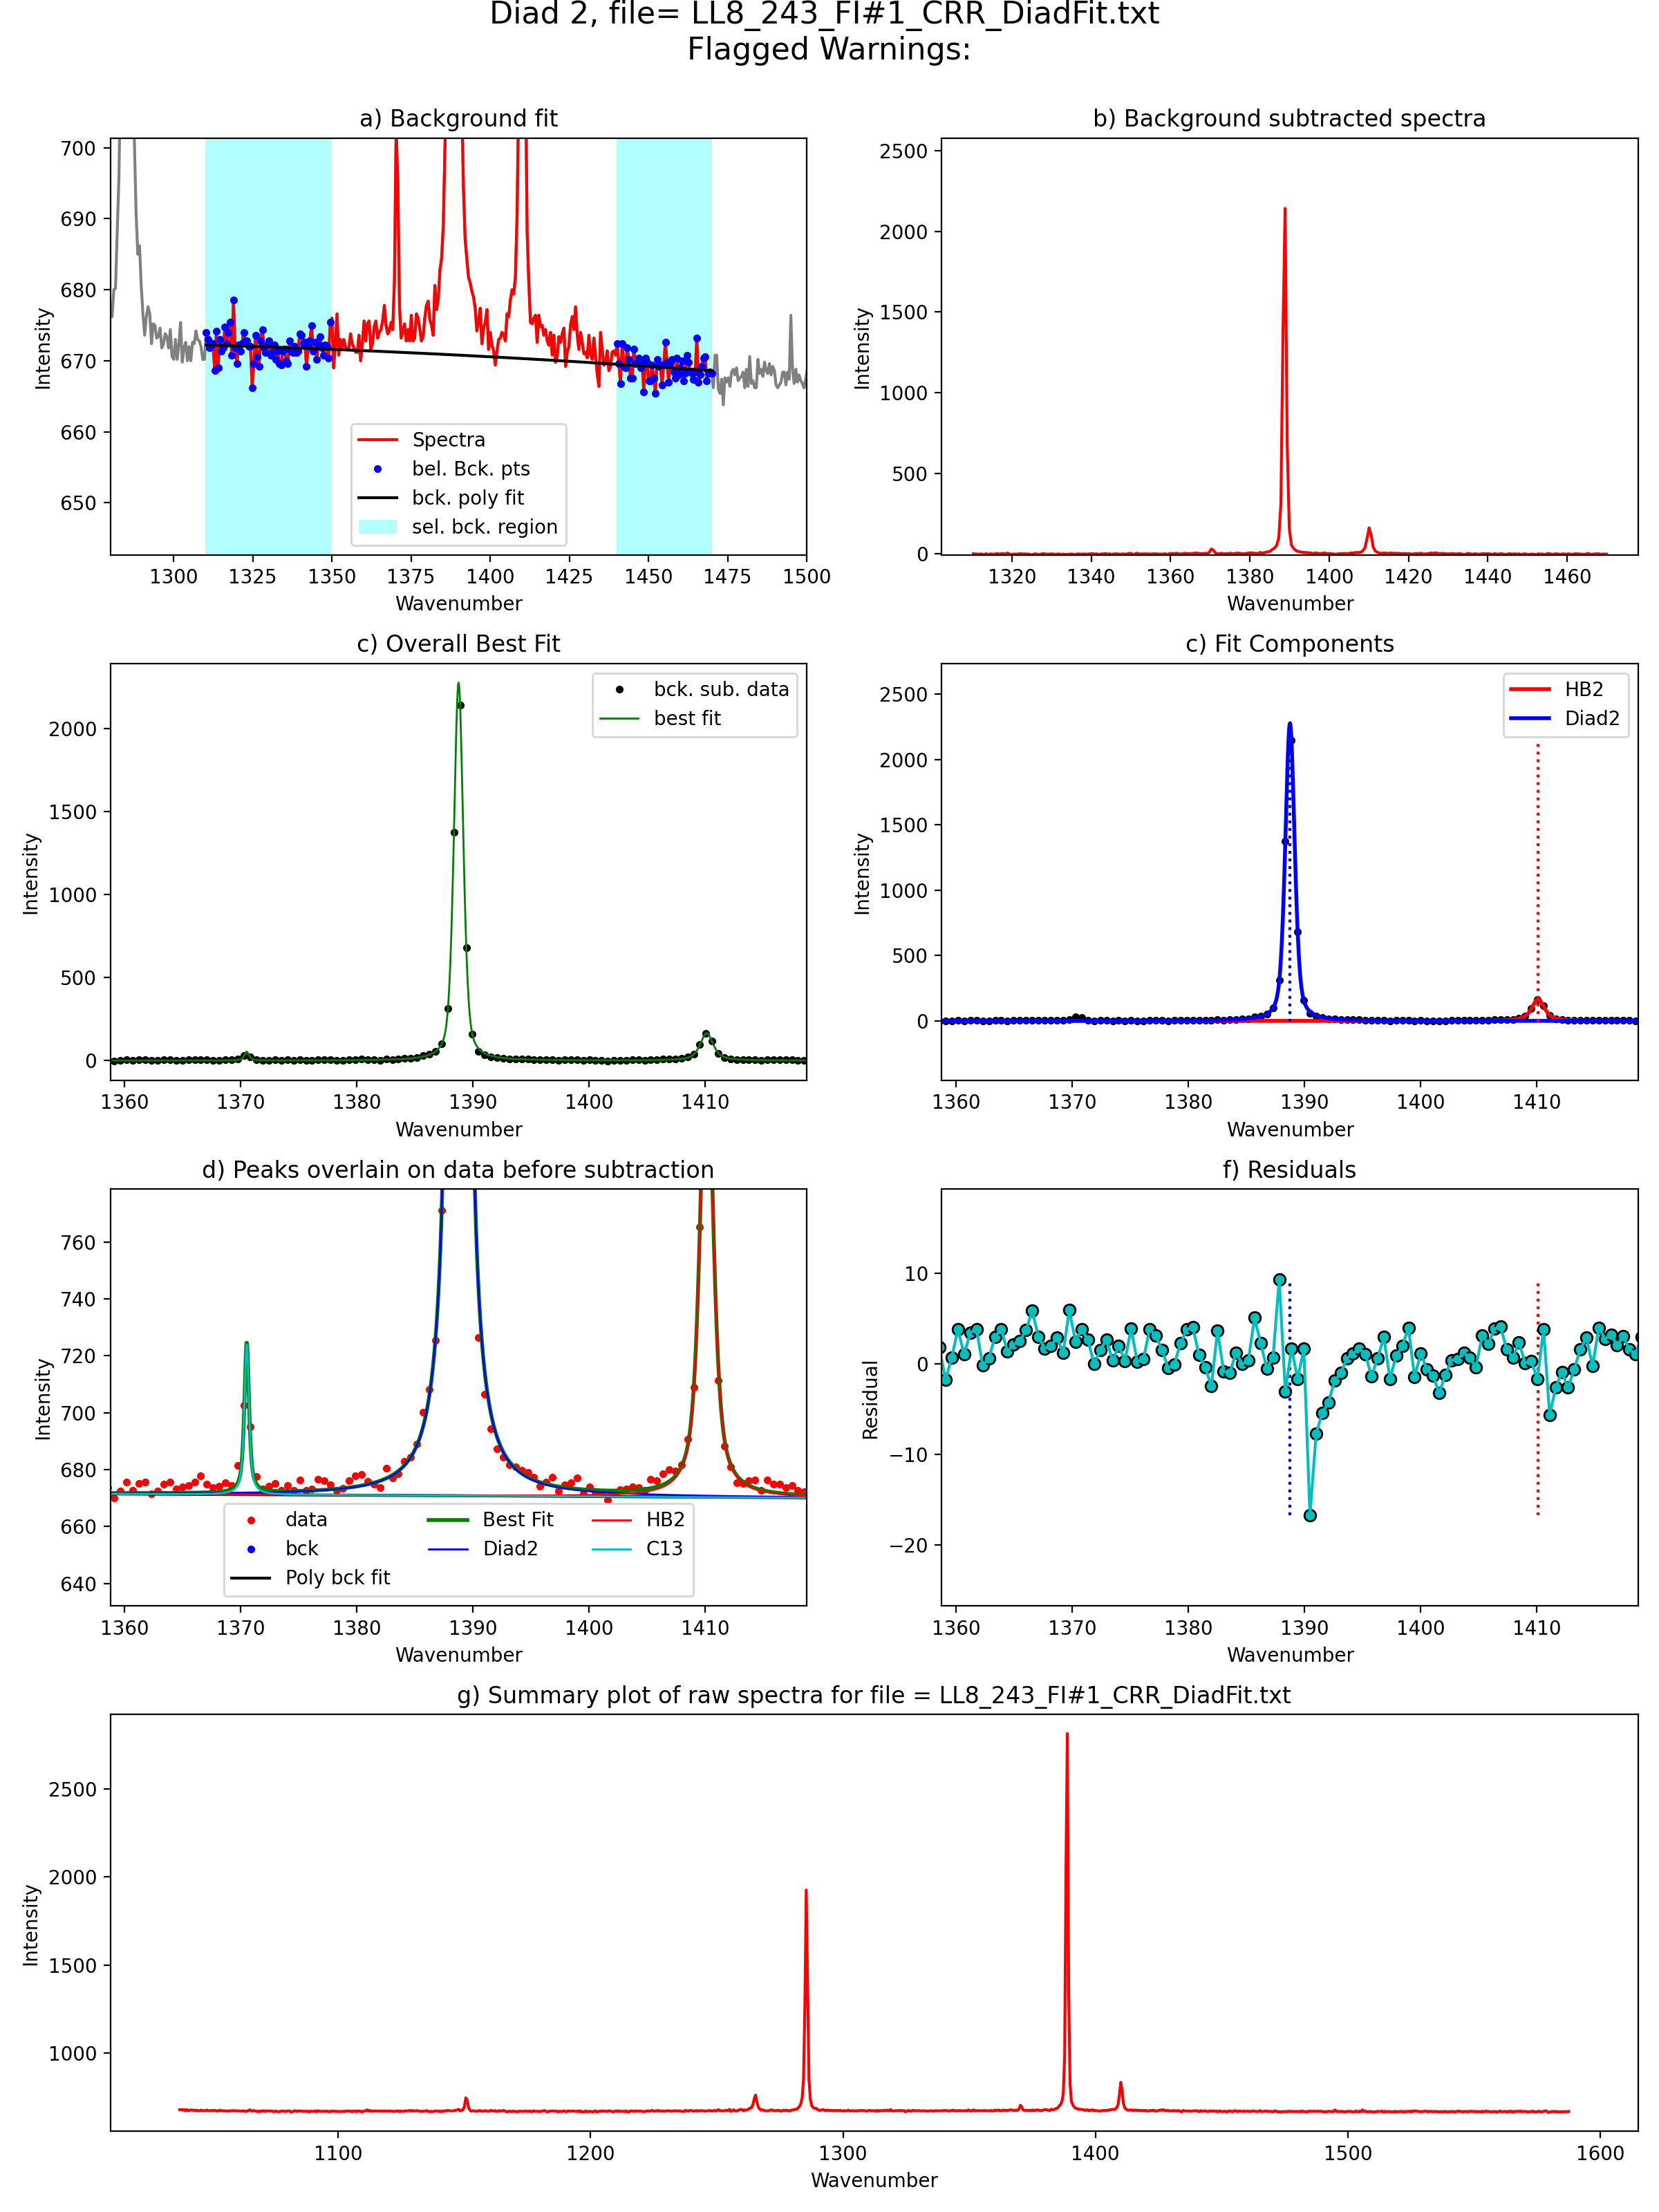 Diad 2, file= LL8_243_FI#1_CRR_DiadFit.txt
Flagged Warnings:
a) Background fit
700
690
680
670
660
650
Intensity
Spectra
bel. Bck. pts
bck. poly fit
sel. bck. region
1300 1325 1350 1375 1400 1425 1450 1475 1500
Wavenumber
b) Background subtracted spectra
2500
2000
1500
1000
500
0
Intensity
1320 1340 1360 1380 1400 1420 1440 1460
Wavenumber
c) Overall Best Fit
2000
1500
1000
500
0
Intensity
bck. sub. data
best fit
1360 1370 1380 1390 1400 1410
Wavenumber
c) Fit Components
2500
2000
1500
1000
500
0
Intensity
HB2
Diad2
1360 1370 1380 1390 1400 1410
Wavenumber
d) Peaks overlain on data before subtraction
760
740
720
700
680
660
640
Intensity
data
bck
Poly bck fit
Best Fit
Diad2
HB2
C13
1360 1370 1380 1390 1400 1410
Wavenumber
f) Residuals
10
0
−10
−20
Residual
1360 1370 1380 1390 1400 1410
Wavenumber
g) Summary plot of raw spectra for file = LL8_243_FI#1_CRR_DiadFit.txt
2500
2000
1500
1000
Intensity
1100 1200 1300 1400 1500 1600
Wavenumber